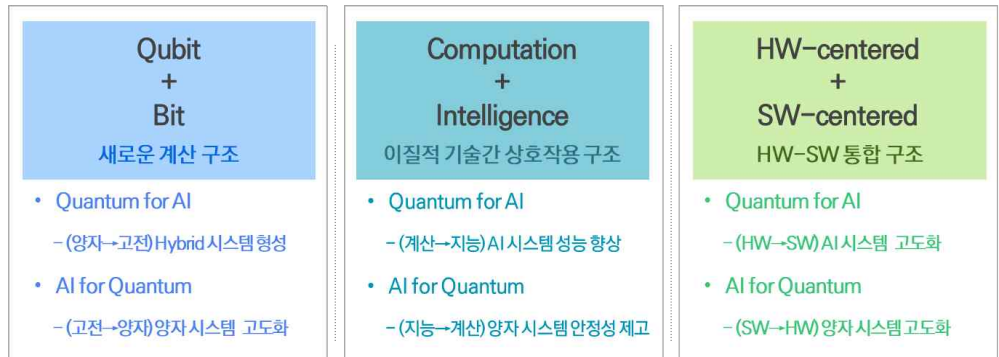 Qubit
+
Bit
새로운 계산 구조
• Quantum for AI
– (양자→고전) Hybrid 시스템 형성
• AI for Quantum
– (고전→양자) 양자 시스템 고도화
Computation
+
Intelligence
이질적 기술간 상호작용 구조
• Quantum for AI
– (계산→지능) AI 시스템 성능 향상
• AI for Quantum
– (지능→계산) 양자 시스템 안정성 제고
HW-centered
+
SW-centered
HW-SW 통합 구조
• Quantum for AI
– (HW→SW) AI 시스템 고도화
• AI for Quantum
– (SW→HW) 양자 시스템 고도화